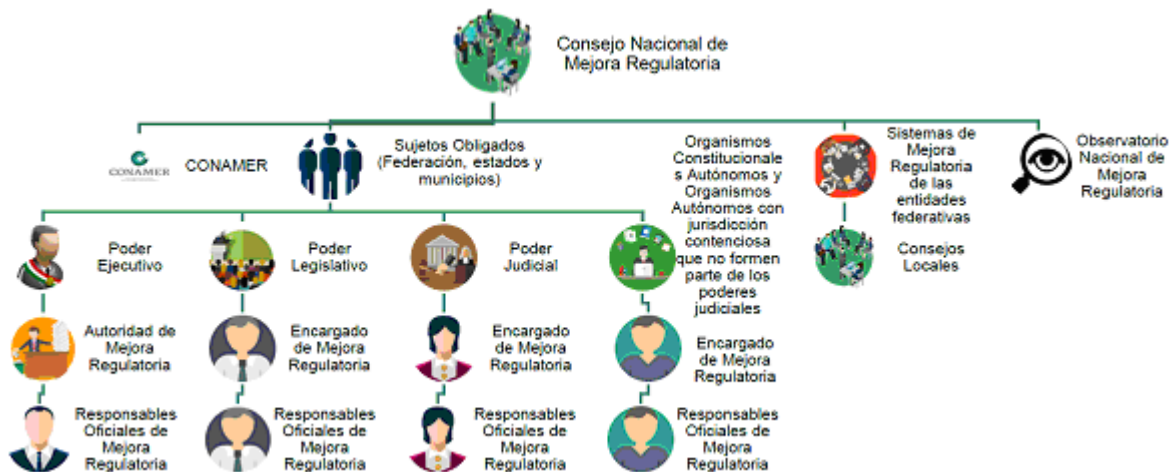 Consejo Nacional de
Mejora Regulatoria
CONAMER
CONAMER
Sujetos Obligados
(Federación, estados y
municipios)
Organismos
Constitucionale
s Autónomos y
Organismos
Autónomos con
jurisdicción
contenciosa
que no formen
parte de los
poderes
judiciales
Sistemas de
Mejora
Regulatoria
de las
entidades
federativas
Observatorio
Nacional de
Mejora
Regulatoria
Poder
Ejecutivo
Poder
Legislativo
Poder
Judicial
Consejos
Locales
Autoridad de
Mejora
Regulatoria
Encargado
de Mejora
Regulatoria
Encargado
de Mejora
Regulatoria
Encargado
de Mejora
Regulatoria
Responsables
Oficiales de
Mejora
Regulatoria
Responsables
Oficiales de
Mejora
Regulatoria
Responsables
Oficiales de
Mejora
Regulatoria
Responsables
Oficiales de
Mejora
Regulatoria